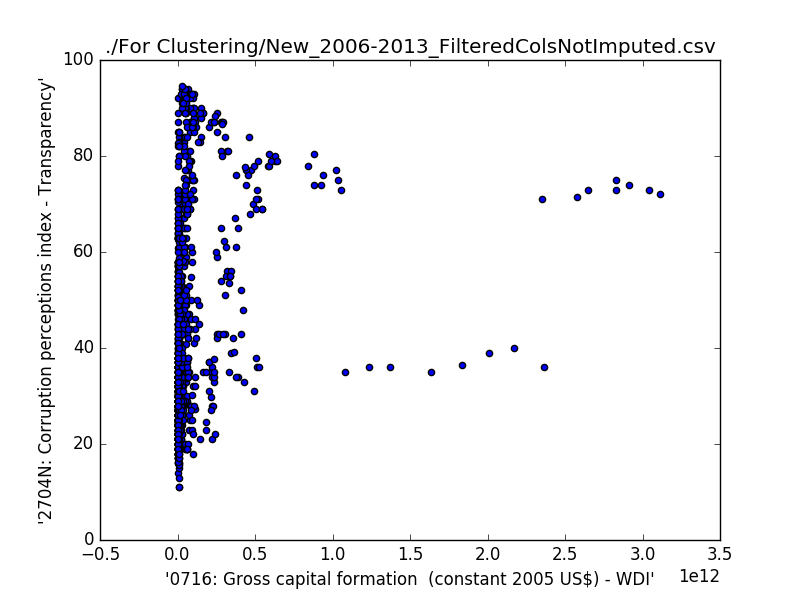 ./For Clustering/New_2006-2013_FilteredColsNotImputed.csv
100
80
60
40
20
0
'2704N: Corruption perceptions index - Transparency'
−0.5 0.0 0.5 1.0 1.5 2.0 2.5 3.0 3.5
1e12
'0716: Gross capital formation  (constant 2005 US$) - WDI'